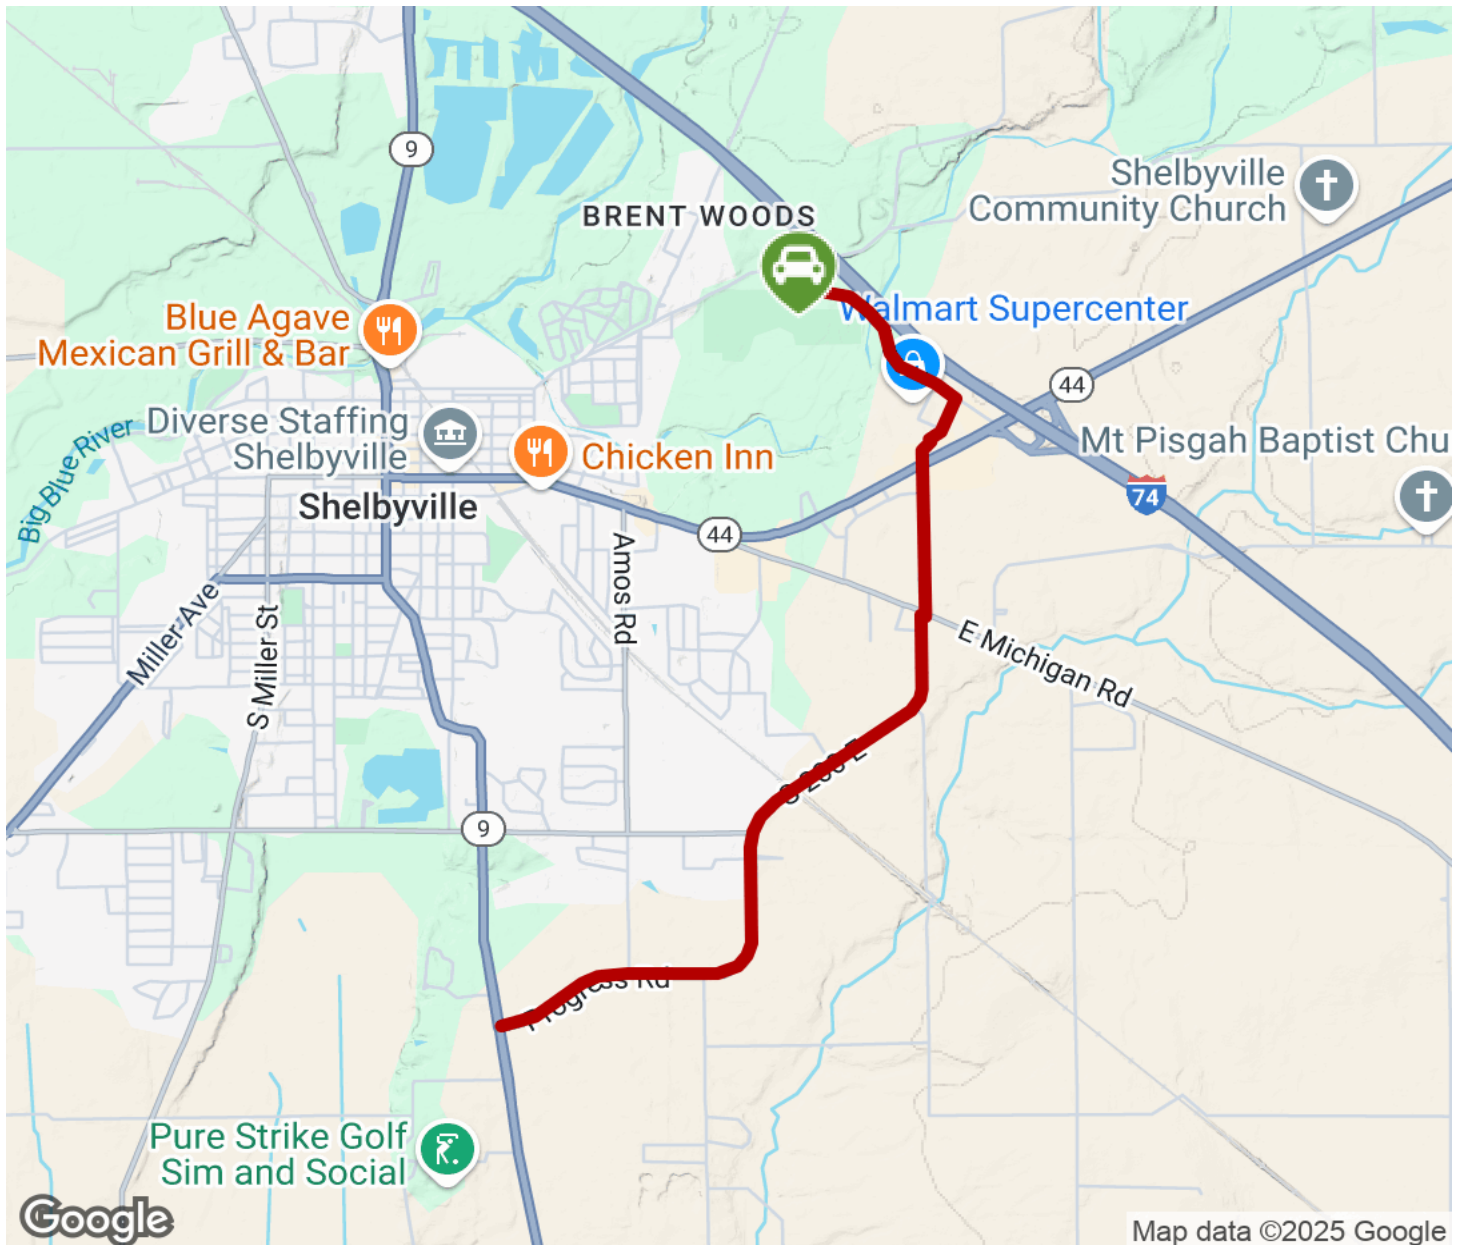 9
BRENT WOODS
Shelbyville
Community Church
Blue Agave
Mexican Grill & Bar
Walmart Supercenter
44
Big Blue River
Diverse Staffing
Shelbyville
Chicken Inn
Mt Pisgah Baptist Chu
74
Shelbyville
44
Amos Rd
Miller Ave
S Miller St
E Michigan Rd
9
Progress Rd
Pure Strike Golf
Sim and Social
Google
Map data ©2025 Google